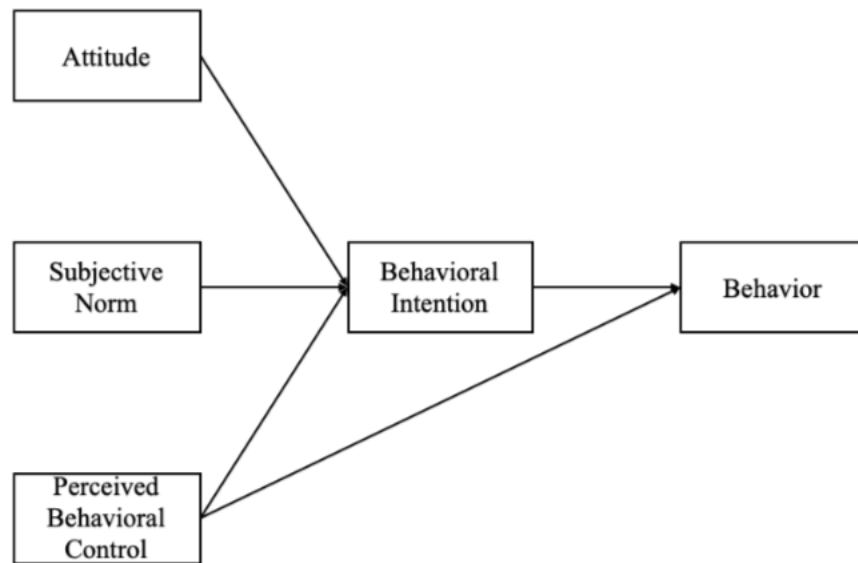 Attitude
Subjective
Norm
Behavioral
Intention
Behavior
Perceived
Behavioral
Control